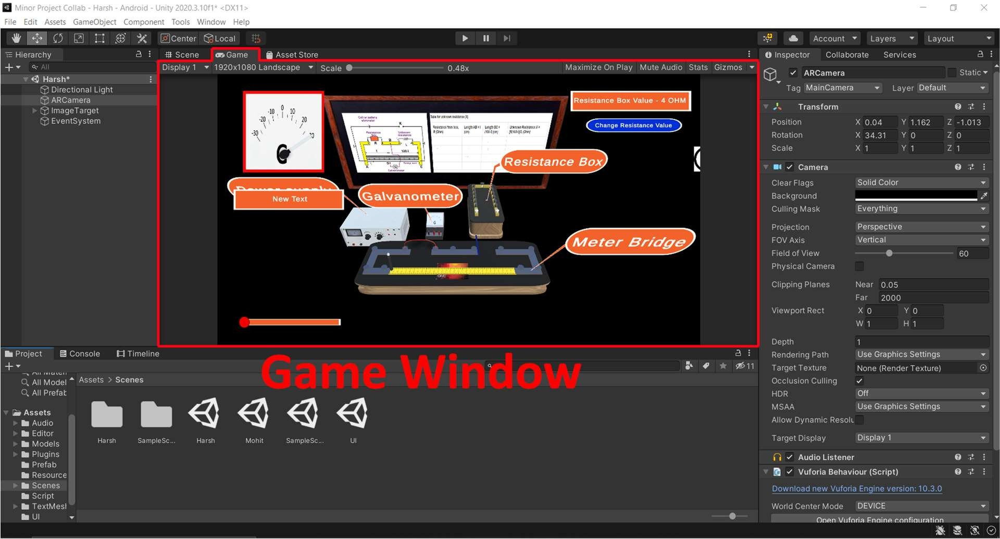 Minor Project Collab - Harsh - Android - Unity 2020.3.10f1* <DX11>
File Edit Assets GameObject Component Tools Window Help
Center Local Account Layers Layout
Hierarchy
All
Harsh*
Directional Light
ARCamera
ImageTarget
EventSystem
Scene Game Asset Store
Display 1 1920x1080 Landscape Scale 0.48x Maximize On Play Mute Audio Stats Gizmos
-30 -20 -10 0 10 20 30
G
Table for unknown resistance (X)
Resistance Box Value - 4 OHM
Change Resistance Value
Resistance Box
Power supply
New Text
Galvanometer
G
Meter Bridge
Game Window
Project Console Timeline
11
All Model
All Prefab
Assets
Audio
Editor
Models
Plugins
Prefab
Resource
Scenes
Script
TextMesl
UI
Assets > Scenes
Harsh SampleSc... Harsh Mohit SampleSc... UI
Inspector Collaborate Services
ARCamera Static
Tag MainCamera Layer Default
Transform
Position X 0.04 Y 1.162 Z -1.013
Rotation X 34.31 Y 0 Z 0
Scale X 1 Y 1 Z 1
Camera
Clear Flags Solid Color
Background
Culling Mask Everything
Projection Perspective
FOV Axis Vertical
Field of View 60
Physical Camera
Clipping Planes Near 0.05
Far 2000
Viewport Rect X 0 Y 0
W 1 H 1
Depth 1
Rendering Path Use Graphics Settings
Target Texture None (Render Texture)
Occlusion Culling
HDR Off
MSAA Use Graphics Settings
Allow Dynamic Resolu
Target Display Display 1
Audio Listener
Vuforia Behaviour (Script)
Download new Vuforia Engine version: 10.3.0
World Center Mode DEVICE
Open Vuforia Engine configuration